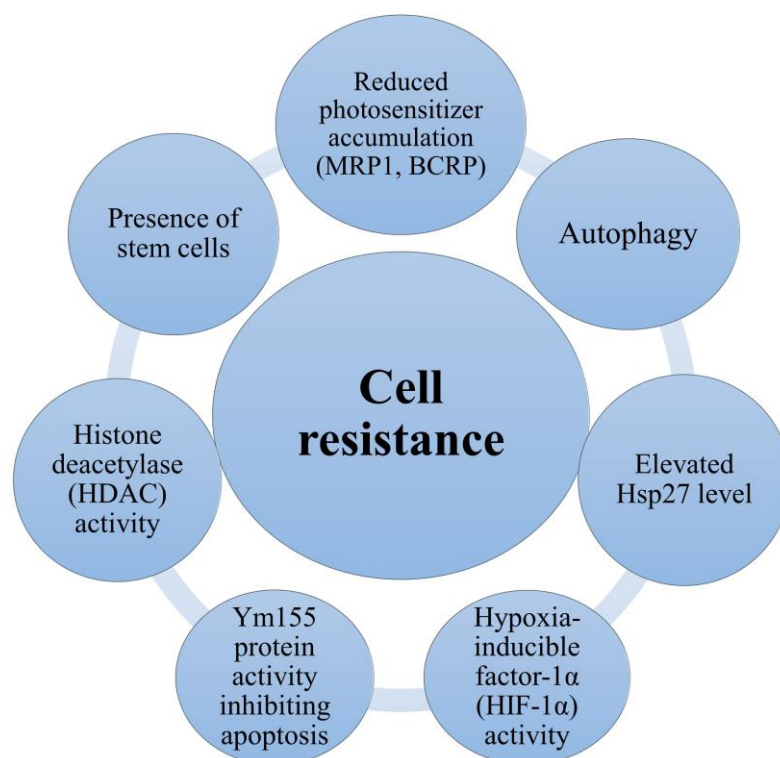 Reduced
photosensitizer
accumulation
(MRP1, BCRP)
Autophagy
Elevated
Hsp27 level
Hypoxia-
inducible
factor-1α
(HIF-1α)
activity
Ym155
protein
activity
inhibiting
apoptosis
Histone
deacetylase
(HDAC)
activity
Presence of
stem cells
Cell
resistance